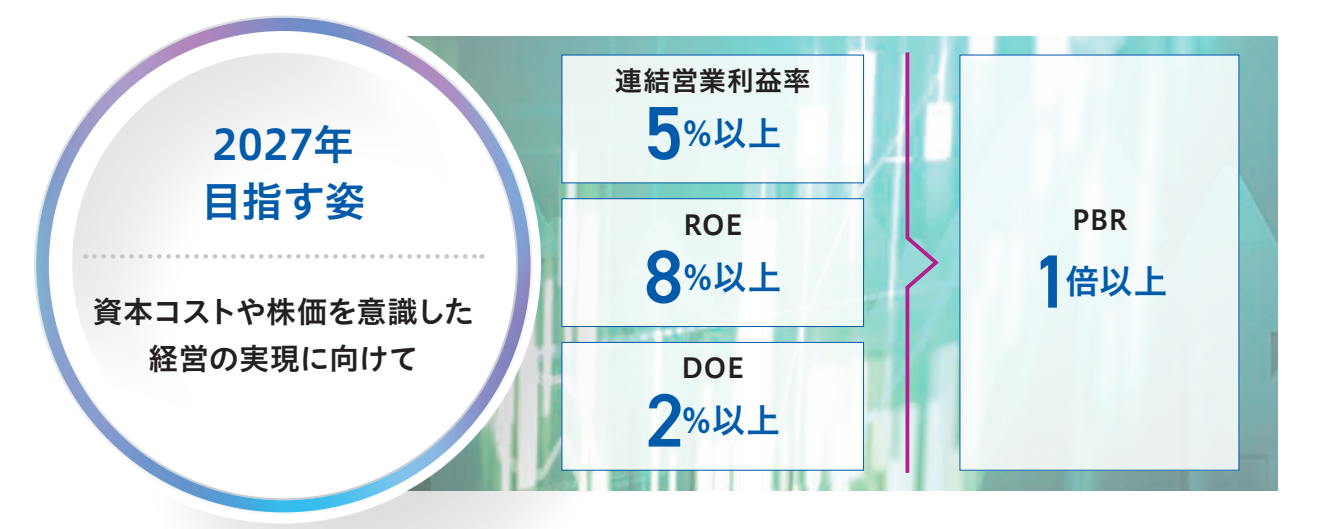 2027年
目指す姿
資本コストや株価を意識した
経営の実現に向けて
連結営業利益率
5%以上
ROE
8%以上
DOE
2%以上
PBR
1倍以上